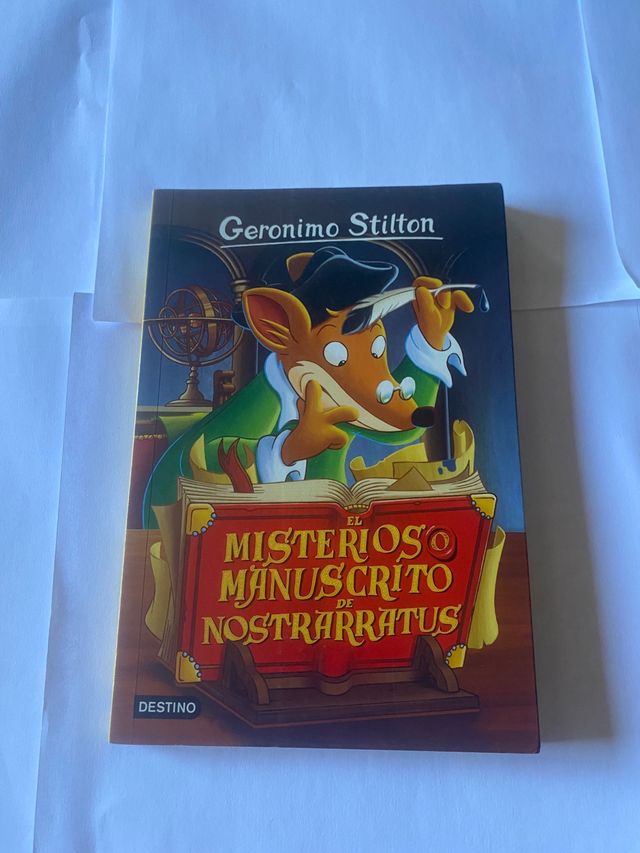 Geronimo Stilton
EL
MISTERIOSO
MANUSCRITO
DE
NOSTRARRATUS
DESTINO